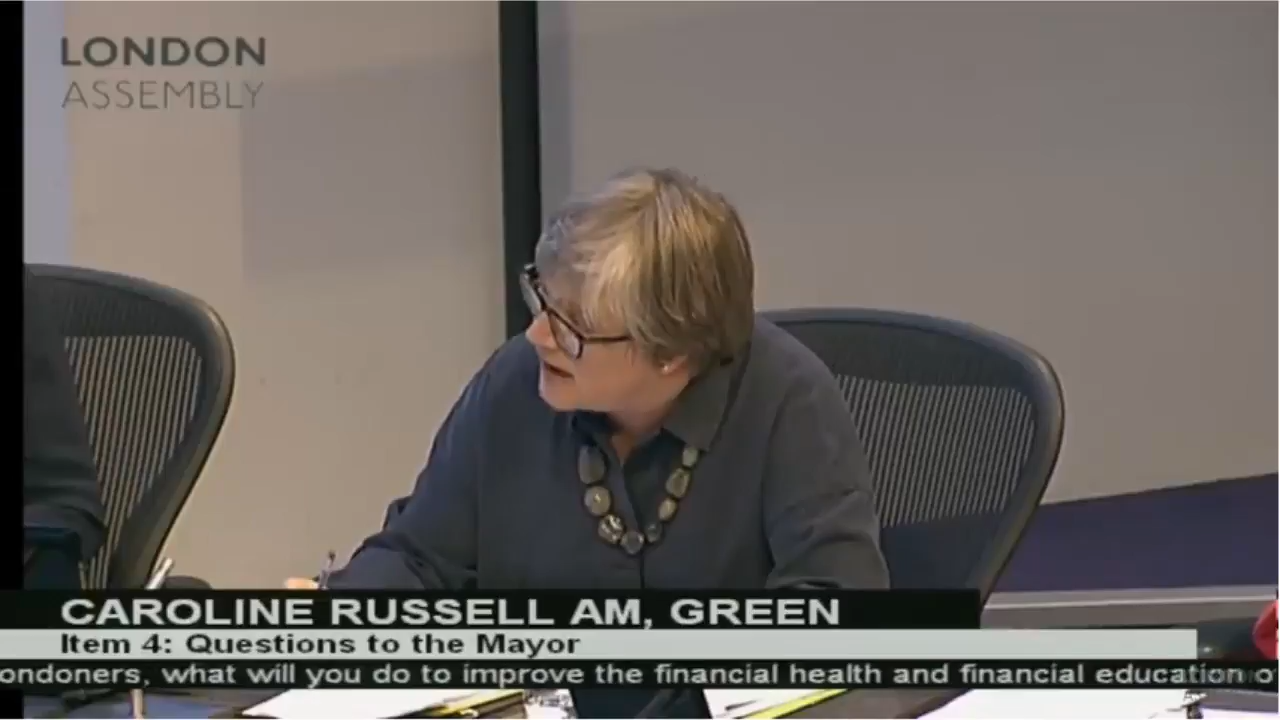 LONDON
ASSEMBLY
CAROLINE RUSSELL AM, GREEN
Item 4: Questions to the Mayor
ondoners, what will you do to improve the financial health and financial education o